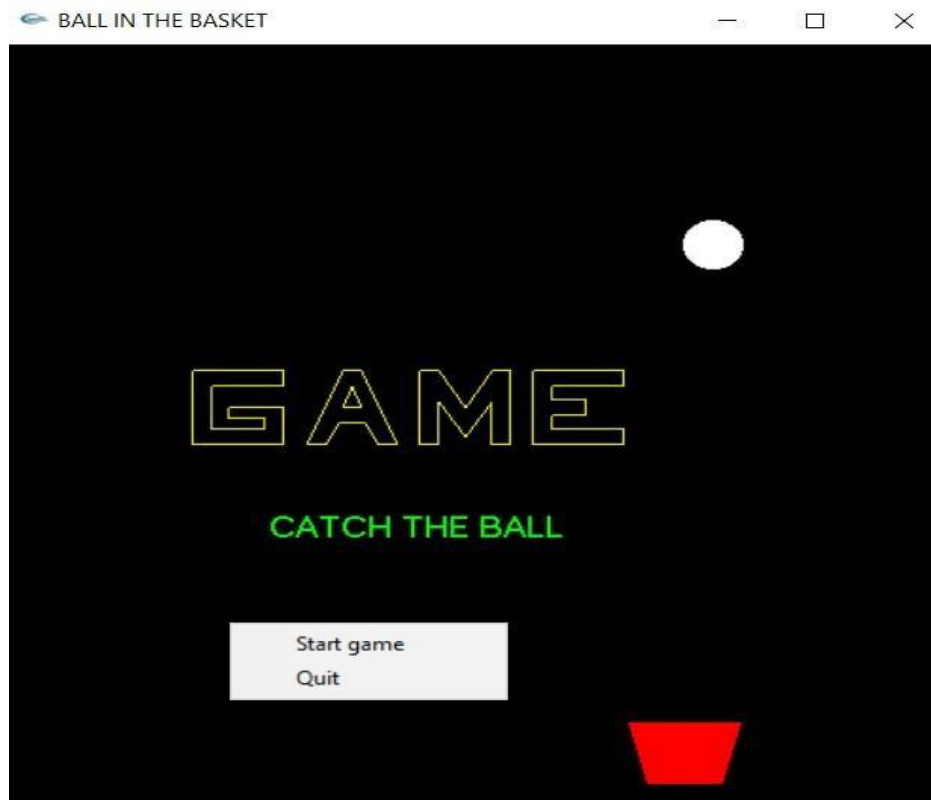 BALL IN THE BASKET
GAME
CATCH THE BALL
Start game
Quit